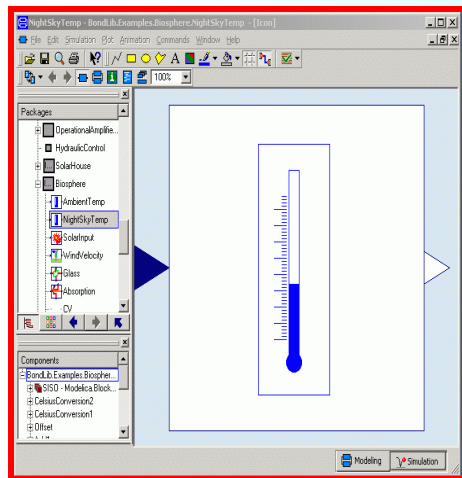 NightSkyTemp - BondLib.Examples.Biosphere.NightSkyTemp - [Icon]
File Edit Simulation Plot Animation Commands Window Help
100%
Packages
OperationalAmplifie...
HydraulicControl
SolarHouse
Biosphere
AmbientTemp
NightSkyTemp
SolarInput
WindVelocity
Glass
Absorption
CV
Components
BondLib.Examples.Biospher...
SISO - Modelica.Block...
CelsiusConversion2
CelsiusConversion1
Offset
Modeling Simulation